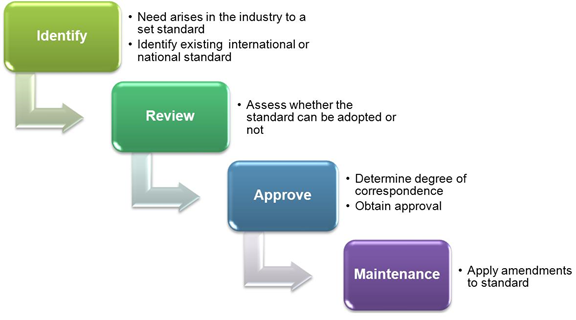 Identify
• Need arises in the industry to a
set standard
• Identify existing international or
national standard
Review
• Assess whether the
standard can be adopted or
not
Approve
• Determine degree of
correspondence
• Obtain approval
Maintenance
• Apply amendments
to standard